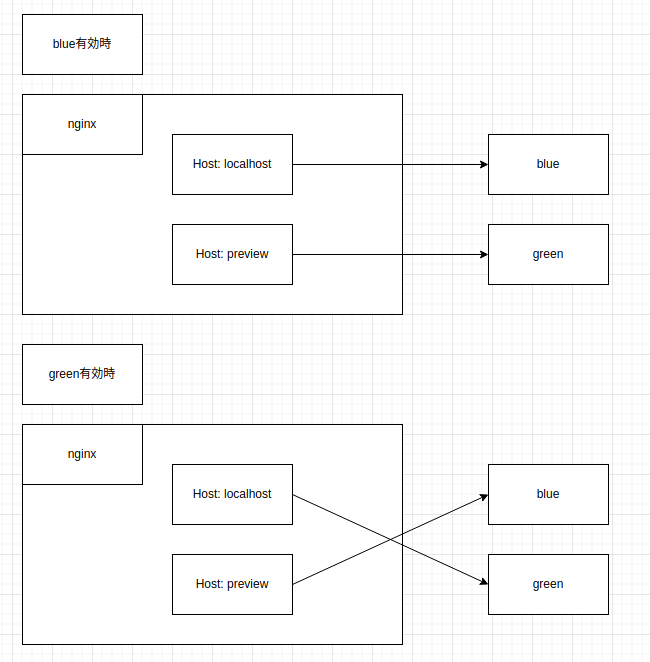 blue有効時
nginx
Host: localhost
blue
Host: preview
green
green有効時
nginx
Host: localhost
blue
Host: preview
green